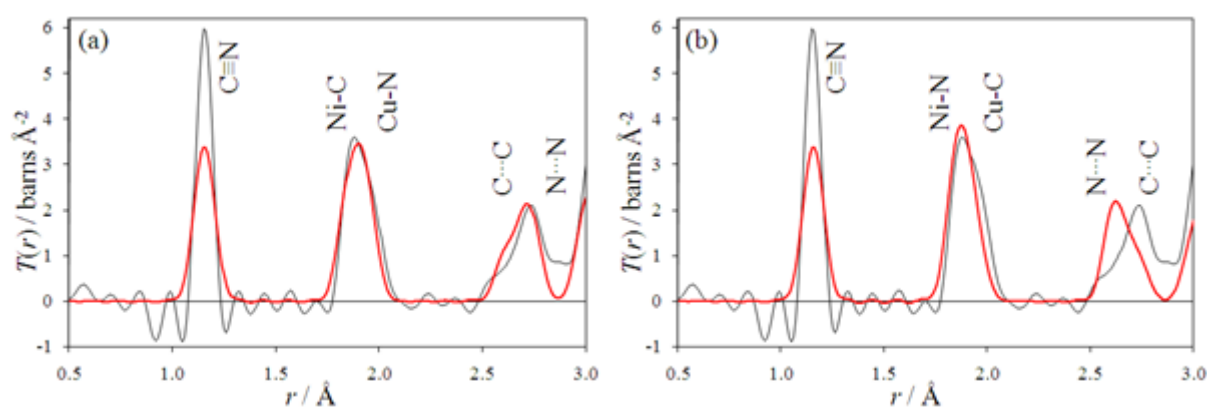 (a)
C≡N
Ni-C
Cu-N
C···C
N···N
6
5
4
3
2
1
0
-1
T(r) / barns Å-2
0.5 1.0 1.5 2.0 2.5 3.0
r / Å
(b)
C≡N
Ni-N
Cu-C
N···N
C···C
6
5
4
3
2
1
0
-1
T(r) / barns Å-2
0.5 1.0 1.5 2.0 2.5 3.0
r / Å